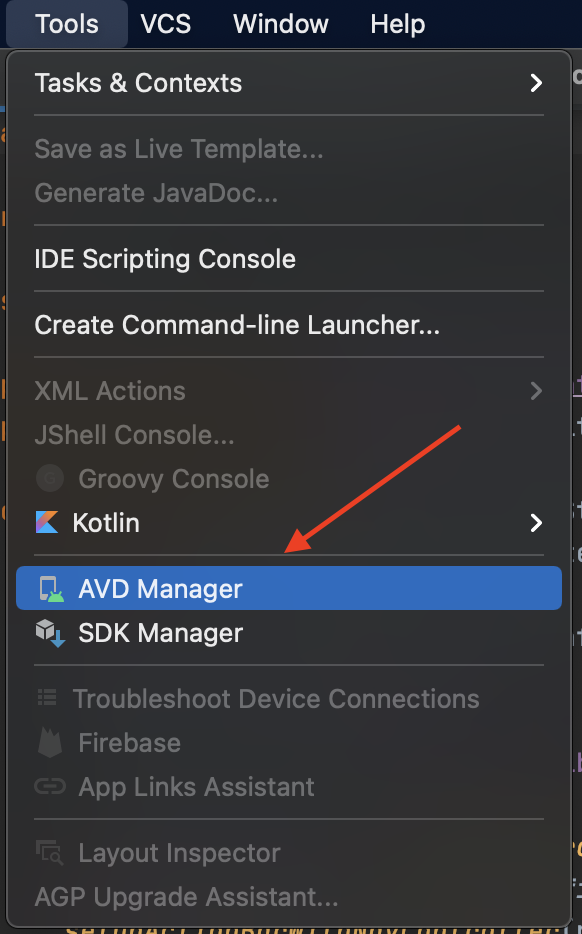 Tools VCS Window Help
Tasks & Contexts
Save as Live Template...
Generate JavaDoc...
IDE Scripting Console
Create Command-line Launcher...
XML Actions
JShell Console...
Groovy Console
Kotlin
AVD Manager
SDK Manager
Troubleshoot Device Connections
Firebase
App Links Assistant
Layout Inspector
AGP Upgrade Assistant...